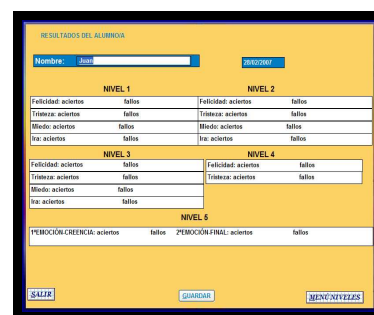 RESULTADOS DEL ALUMNO/A
Nombre: Juan 28/02/2007
NIVEL 1 NIVEL 2
Felicidad: aciertos fallos Felicidad: aciertos fallos
Tristeza: aciertos fallos Tristeza: aciertos fallos
Miedo: aciertos fallos Miedo: aciertos fallos
Ira: aciertos fallos Ira: aciertos fallos
NIVEL 3 NIVEL 4
Felicidad: aciertos fallos Felicidad: aciertos fallos
Tristeza: aciertos fallos Tristeza: aciertos fallos
Miedo: aciertos fallos
Ira: aciertos fallos
NIVEL 5
1ªEMOCIÓN-CREENCIA: aciertos fallos 2ªEMOCIÓN-FINAL: aciertos fallos
SALIR GUARDAR MENÚ NIVELES